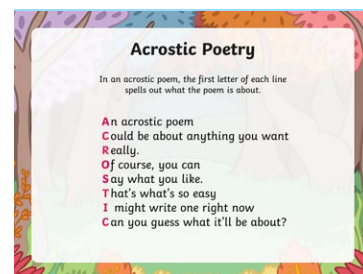 Acrostic Poetry
In an acrostic poem, the first letter of each line
spells out what the poem is about.
An acrostic poem
Could be about anything you want
Really.
Of course, you can
Say what you like.
That's what's so easy
I might write one right now
Can you guess what it'll be about?